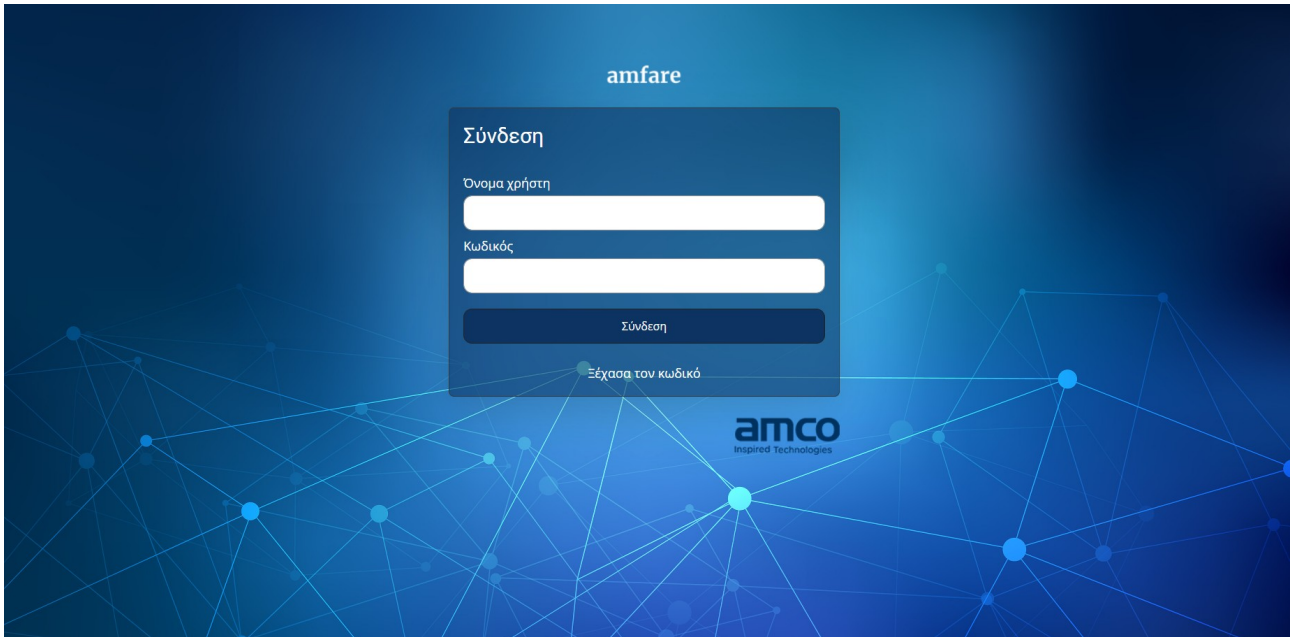 amfare
Σύνδεση
Όνομα χρήστη
Κωδικός
Σύνδεση
Ξέχασα τον κωδικό
amco
Inspired Technologies